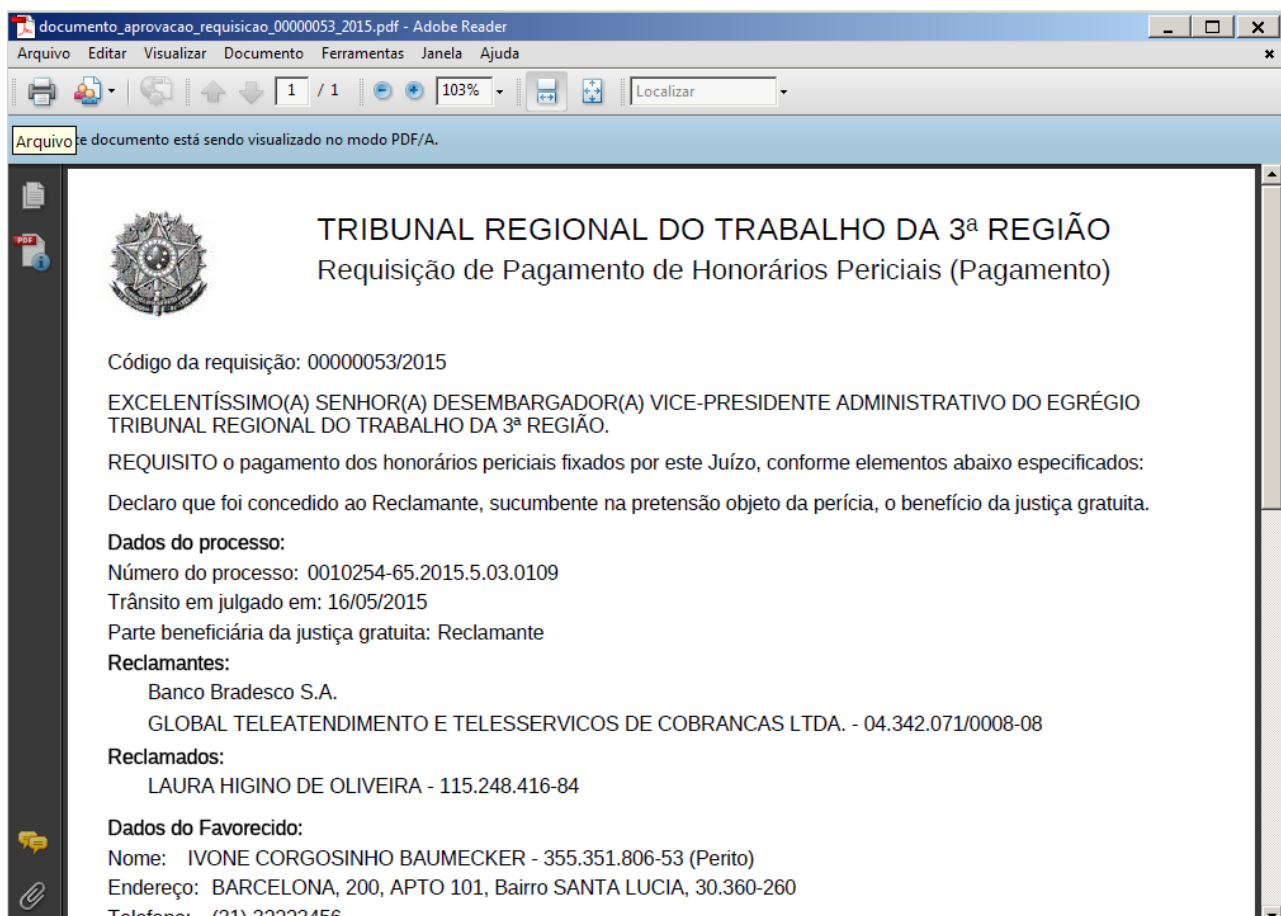 documento_aprovacao_requisicao_00000053_2015.pdf - Adobe Reader
Arquivo Editar Visualizar Documento Ferramentas Janela Ajuda
1 / 1 103% Localizar
Arquivo te documento está sendo visualizado no modo PDF/A.
TRIBUNAL REGIONAL DO TRABALHO DA 3ª REGIÃO
Requisição de Pagamento de Honorários Periciais (Pagamento)
Código da requisição: 00000053/2015
EXCELENTÍSSIMO(A) SENHOR(A) DESEMBARGADOR(A) VICE-PRESIDENTE ADMINISTRATIVO DO EGRÉGIO
TRIBUNAL REGIONAL DO TRABALHO DA 3ª REGIÃO.
REQUISITO o pagamento dos honorários periciais fixados por este Juízo, conforme elementos abaixo especificados:
Declaro que foi concedido ao Reclamante, sucumbente na pretensão objeto da perícia, o benefício da justiça gratuita.
Dados do processo:
Número do processo: 0010254-65.2015.5.03.0109
Trânsito em julgado em: 16/05/2015
Parte beneficiária da justiça gratuita: Reclamante
Reclamantes:
Banco Bradesco S.A.
GLOBAL TELEATENDIMENTO E TELESSERVICOS DE COBRANCAS LTDA. - 04.342.071/0008-08
Reclamados:
LAURA HIGINO DE OLIVEIRA - 115.248.416-84
Dados do Favorecido:
Nome: IVONE CORGOSINHO BAUMECKER - 355.351.806-53 (Perito)
Endereço: BARCELONA, 200, APTO 101, Bairro SANTA LUCIA, 30.360-260
Telefone: (31) 32223456